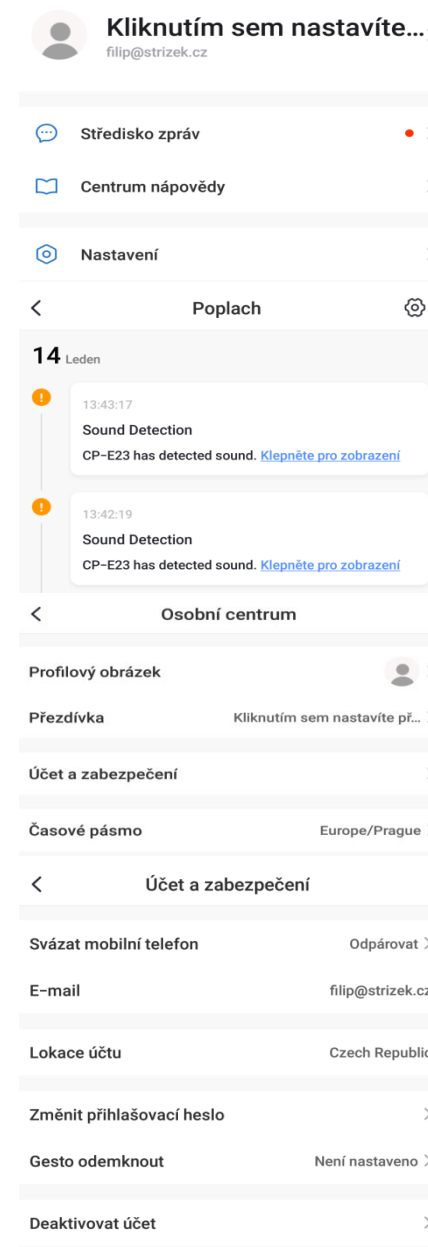 Kliknutím sem nastavíte...
filip@strizek.cz
Středisko zpráv
Centrum nápovědy
Nastavení
Poplach
14 Leden
13:43:17
Sound Detection
CP-E23 has detected sound. Klepněte pro zobrazení
13:42:19
Sound Detection
CP-E23 has detected sound. Klepněte pro zobrazení
Osobní centrum
Profilový obrázek
Přezdívka Kliknutím sem nastavíte př...
Účet a zabezpečení
Časové pásmo Europe/Prague
Účet a zabezpečení
Svázat mobilní telefon Odpárovat
E-mail filip@strizek.cz
Lokace účtu Czech Republic
Změnit přihlašovací heslo
Gesto odemknout Není nastaveno
Deaktivovat účet